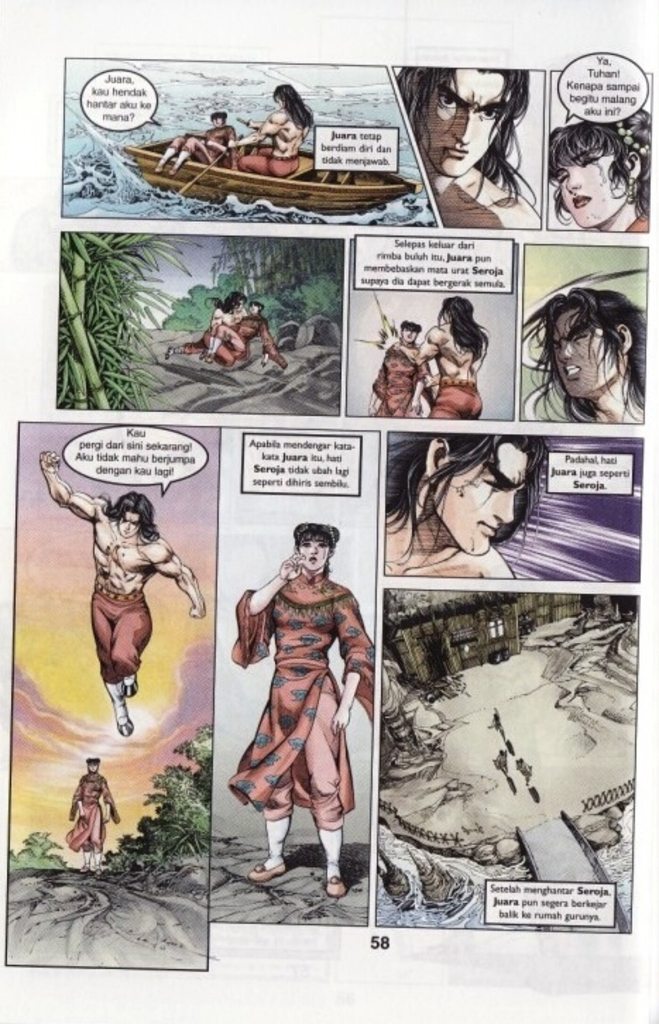 Juara,
kau hendak
hantar aku ke
mana?
Juara tetap
berdiam diri dan
tidak menjawab.
Ya,
Tuhan!
Kenapa sampai
begitu malang
aku ini?
Selepas keluar dari
rimba buluh itu, Juara pun
membebaskan mata urat Seroja
supaya dia dapat bergerak semula.
Kau
pergi dari sini sekarang!
Aku tidak mahu berjumpa
dengan kau lagi!
Apabila mendengar kata-
kata Juara itu, hati
Seroja tidak ubah lagi
seperti dihiris sembilu.
Padahal, hati
Juara juga seperti
Seroja.
Setelah menghantar Seroja,
Juara pun segera berkejar
balik ke rumah gurunya.
58